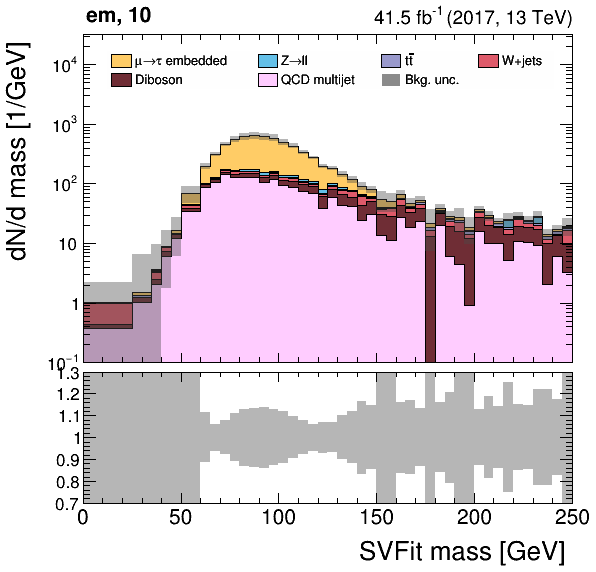 em, 10
41.5 fb⁻¹ (2017, 13 TeV)
dN/d mass [1/GeV]
10⁴
10³
10²
10
1
10⁻¹
μ→τ embedded
Z→ll
tt̄
W+jets
Diboson
QCD multijet
Bkg. unc.
1.3
1.2
1.1
1
0.9
0.8
0.7
0 50 100 150 200 250
SVFit mass [GeV]